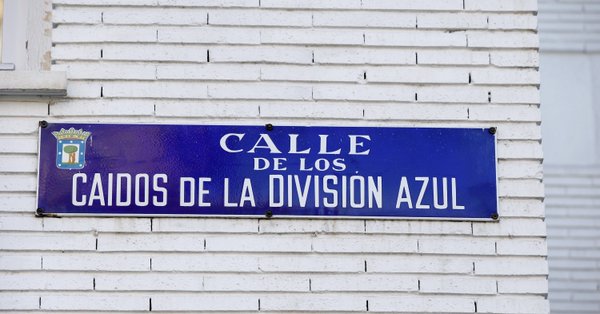 CALLE
DE LOS
CAIDOS DE LA DIVISIÓN AZUL